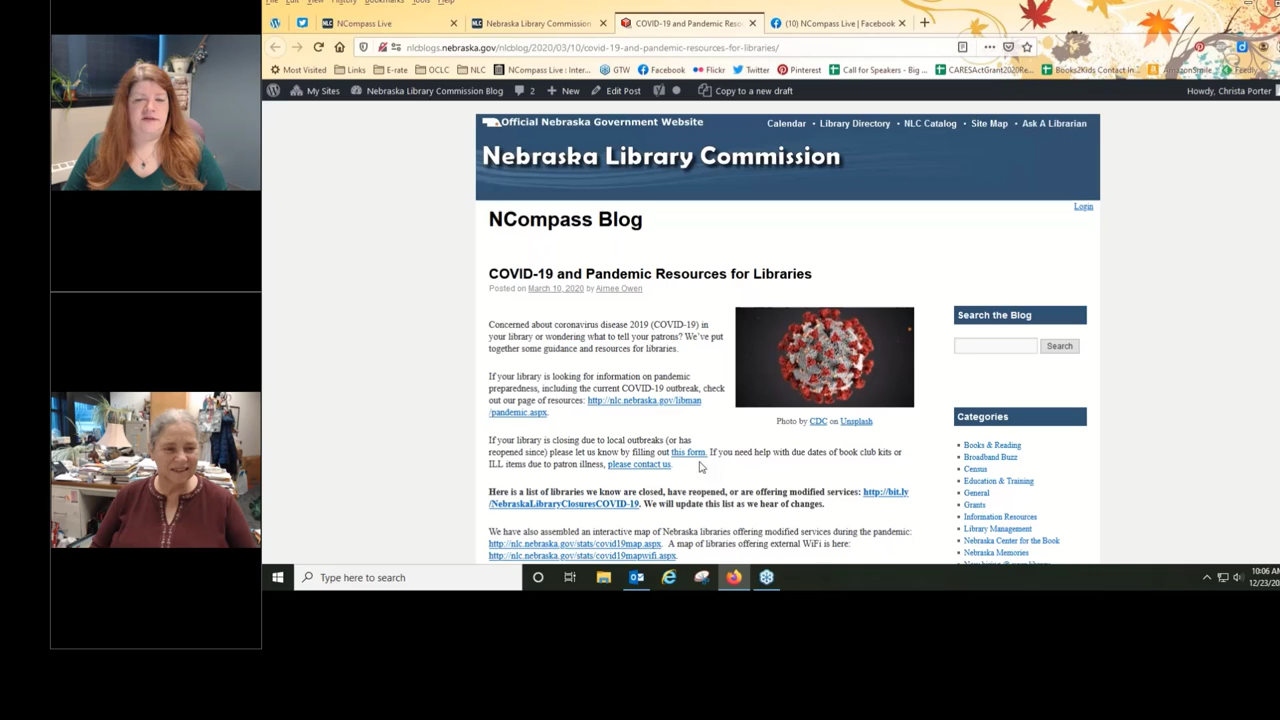 File Edit View History Bookmarks Tools Help
NCompass Live
Nebraska Library Commission
COVID-19 and Pandemic Reso
(10) NCompass Live | Facebook
nlcblogs.nebraska.gov/nlcblog/2020/03/10/covid-19-and-pandemic-resources-for-libraries/
Most Visited Links E-rate OCLC NLC NCompass Live : Inter... GTW Facebook Flickr Twitter Pinterest Call for Speakers - Big ... CARESActGrant2020Re... Books2Kids Contact In... AmazonSmile Feedly
My Sites Nebraska Library Commission Blog 2 New Edit Post Copy to a new draft Howdy, Christa Porter
Official Nebraska Government Website
Calendar • Library Directory • NLC Catalog • Site Map • Ask A Librarian
Nebraska Library Commission
Login
NCompass Blog
COVID-19 and Pandemic Resources for Libraries
Posted on March 10, 2020 by Aimee Owen
Concerned about coronavirus disease 2019 (COVID-19) in
your library or wondering what to tell your patrons? We've put
together some guidance and resources for libraries.
If your library is looking for information on pandemic
preparedness, including the current COVID-19 outbreak, check
out our page of resources: http://nlc.nebraska.gov/libman
/pandemic.aspx.
Photo by CDC on Unsplash
If your library is closing due to local outbreaks (or has
reopened since) please let us know by filling out this form. If you need help with due dates of book club kits or
ILL items due to patron illness, please contact us.
Here is a list of libraries we know are closed, have reopened, or are offering modified services: http://bit.ly
/NebraskaLibraryClosuresCOVID-19. We will update this list as we hear of changes.
We have also assembled an interactive map of Nebraska libraries offering modified services during the pandemic:
http://nlc.nebraska.gov/stats/covid19map.aspx. A map of libraries offering external WiFi is here:
http://nlc.nebraska.gov/stats/covid19mapwifi.aspx.
Search the Blog
Search
Categories
Books & Reading
Broadband Buzz
Census
Education & Training
General
Grants
Information Resources
Library Management
Nebraska Center for the Book
Nebraska Memories
Type here to search
10:06 AM
12/23/20